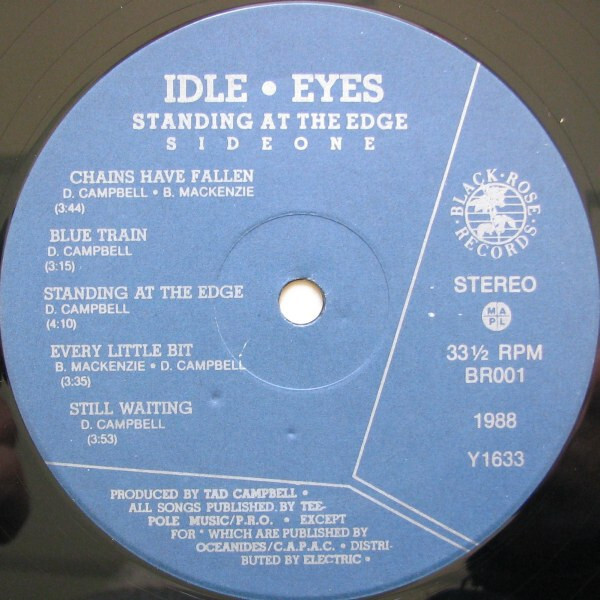 IDLE • EYES
STANDING AT THE EDGE
SIDE ONE
CHAINS HAVE FALLEN
D. CAMPBELL • B. MACKENZIE
(3:44)
BLUE TRAIN
D. CAMPBELL
(3:15)
STANDING AT THE EDGE
D. CAMPBELL
(4:10)
EVERY LITTLE BIT
B. MACKENZIE • D. CAMPBELL
(3:35)
STILL WAITING
D. CAMPBELL
(3:53)
• BLACK • ROSE •
RECORDS
STEREO
M A
P L
33 1/2 RPM
BR001
1988
Y1633
PRODUCED BY TAD CAMPBELL •
ALL SONGS PUBLISHED BY TEE-
POLE MUSIC/P.R.O. • EXCEPT
FOR * WHICH ARE PUBLISHED BY
OCEANIDES/C.A.P.A.C. • DISTRI-
BUTED BY ELECTRIC •